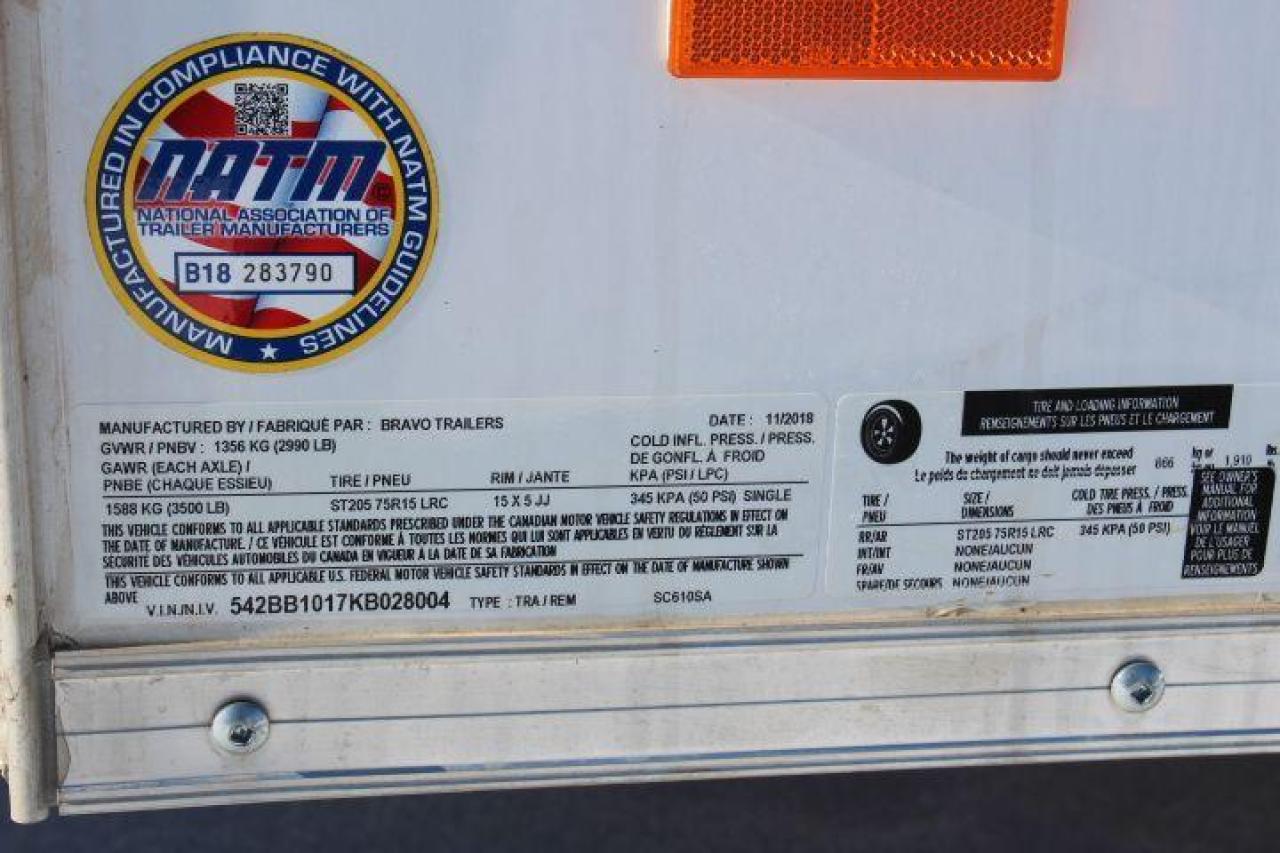 MANUFACTURED IN COMPLIANCE WITH NATM GUIDELINES
NATM
NATIONAL ASSOCIATION OF
TRAILER MANUFACTURERS
B18 283790
MANUFACTURED BY / FABRIQUÉ PAR : BRAVO TRAILERS DATE : 11/2018
GVWR / PNBV : 1356 KG (2990 LB) COLD INFL. PRESS. / PRESS.
DE GONFL. À FROID
GAWR (EACH AXLE) /
PNBE (CHAQUE ESSIEU) TIRE / PNEU RIM / JANTE KPA (PSI / LPC)
1588 KG (3500 LB) ST205 75R15 LRC 15 X 5 JJ 345 KPA (50 PSI) SINGLE
THIS VEHICLE CONFORMS TO ALL APPLICABLE STANDARDS PRESCRIBED UNDER THE CANADIAN MOTOR VEHICLE SAFETY REGULATIONS IN EFFECT ON
THE DATE OF MANUFACTURE. / CE VÉHICULE EST CONFORME À TOUTES LES NORMES QUI LUI SONT APPLICABLES EN VERTU DU RÈGLEMENT SUR LA
SÉCURITÉ DES VÉHICULES AUTOMOBILES DU CANADA EN VIGUEUR À LA DATE DE SA FABRICATION
THIS VEHICLE CONFORMS TO ALL APPLICABLE U.S. FEDERAL MOTOR VEHICLE SAFETY STANDARDS IN EFFECT ON THE DATE OF MANUFACTURE SHOWN
ABOVE
V.I.N./N.I.V. 542BB1017KB028004 TYPE : TRA / REM SC610SA
TIRE AND LOADING INFORMATION
RENSEIGNEMENTS SUR LES PNEUS ET LE CHARGEMENT
The weight of cargo should never exceed
Le poids du chargement ne doit jamais dépasser 866 kg or 1,910 lbs.
TIRE / SIZE / COLD TIRE PRESS. / PRESS.
PNEU DIMENSIONS DES PNEUS À FROID
RR/AR ST205 75R15 LRC 345 KPA (50 PSI)
INT/INT NONE/AUCUN
FR/AV NONE/AUCUN
SPARE/DE SECOURS NONE/AUCUN
SEE OWNER'S
MANUAL FOR
ADDITIONAL
INFORMATION
VOIR LE MANUEL
DE L'USAGER
POUR PLUS DE
RENSEIGNEMENTS